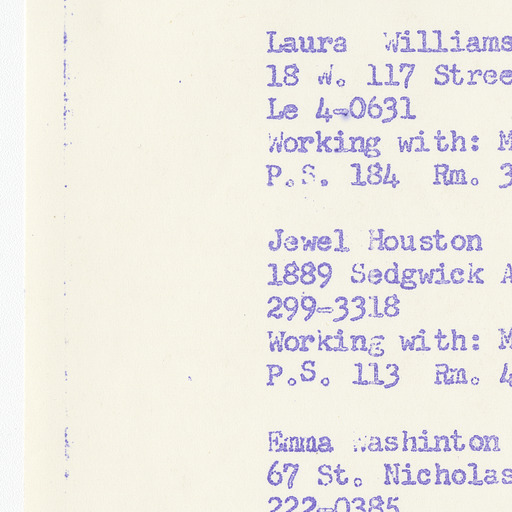 Laura Williams
18 W. 117 Stree
Le 4-0631
Working with: M
P.S. 184 Rm. 3
Jewel Houston
1889 Sedgwick A
299-3318
Working with: M
P.S. 113 Rm. 4
Emma Washinton
67 St. Nicholas
222-0385